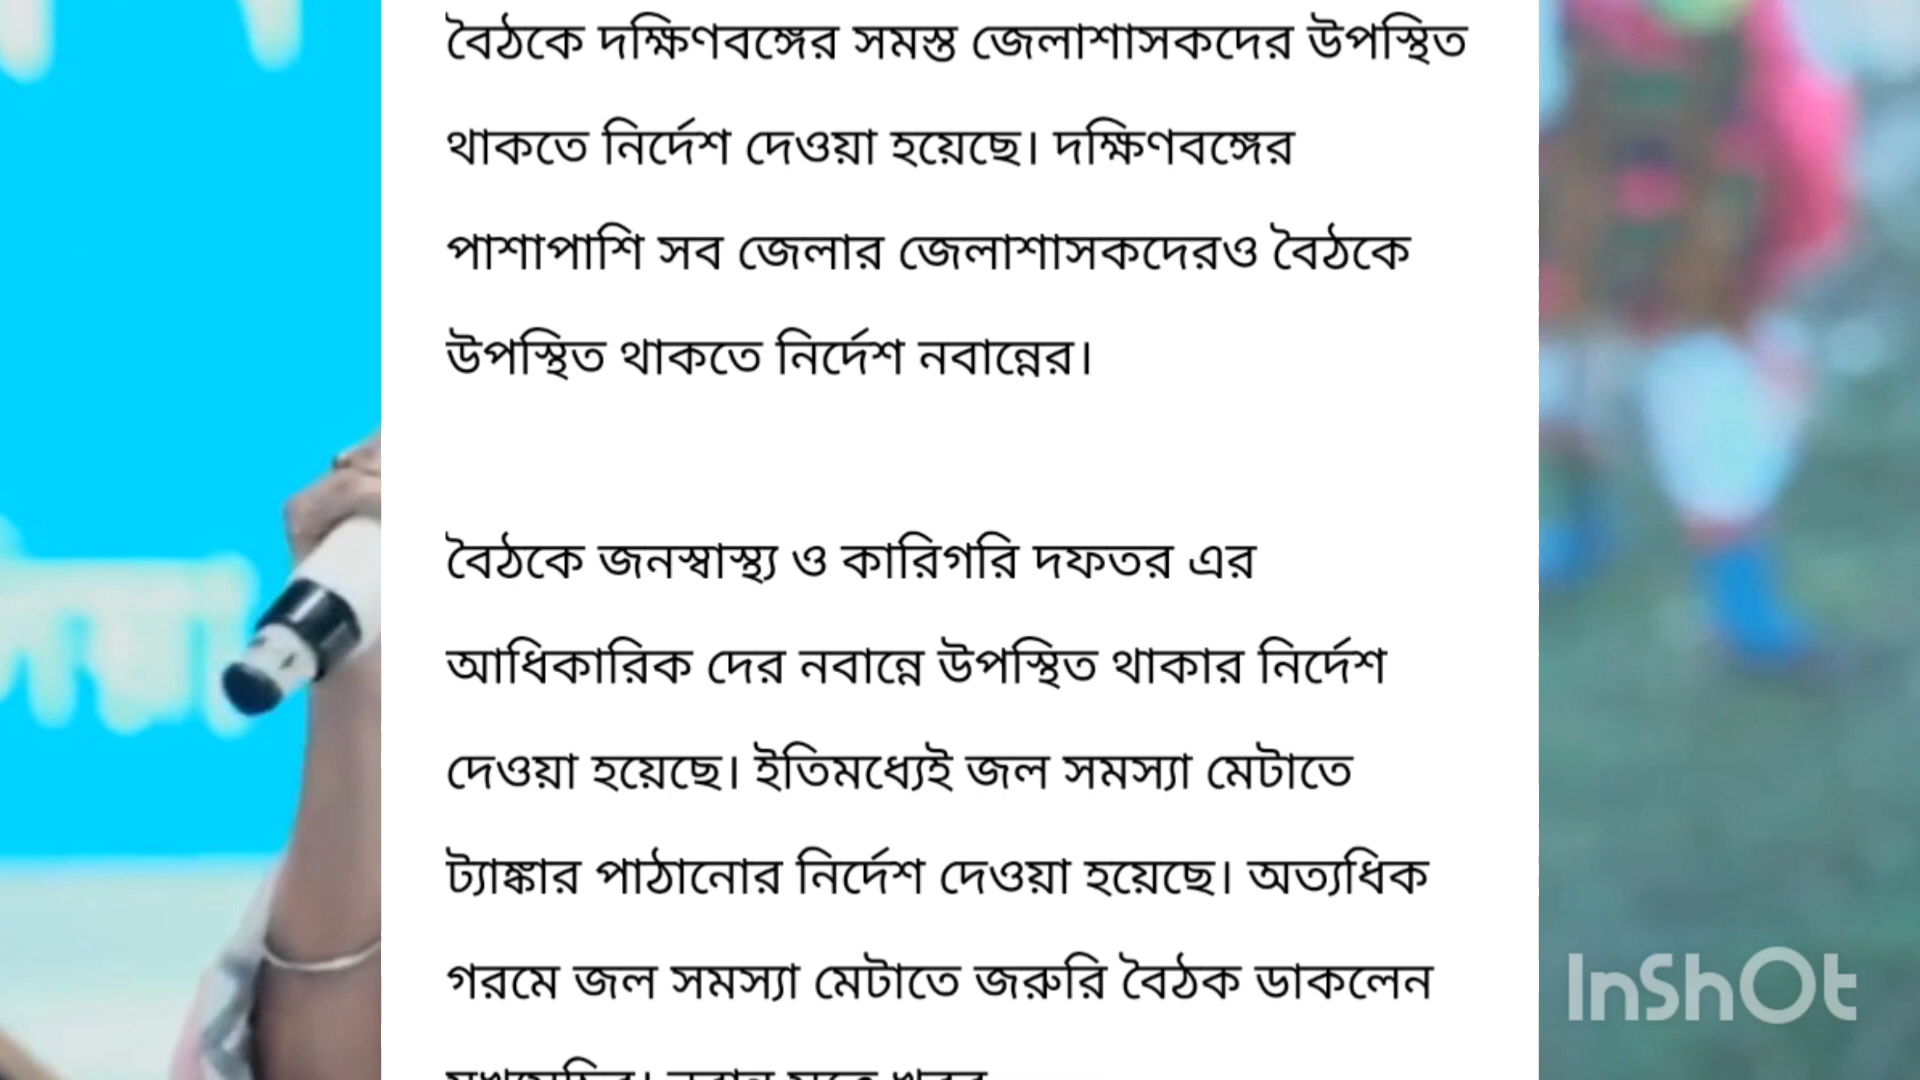 বৈঠকে দক্ষিণবঙ্গের সমস্ত জেলাশাসকদের উপস্থিত
থাকতে নির্দেশ দেওয়া হয়েছে। দক্ষিণবঙ্গের
পাশাপাশি সব জেলার জেলাশাসকদেরও বৈঠকে
উপস্থিত থাকতে নির্দেশ নবান্নের।
বৈঠকে জনস্বাস্থ্য ও কারিগরি দফতর এর
আধিকারিক দের নবান্নে উপস্থিত থাকার নির্দেশ
দেওয়া হয়েছে। ইতিমধ্যেই জল সমস্যা মেটাতে
ট্যাঙ্কার পাঠানোর নির্দেশ দেওয়া হয়েছে। অত্যধিক
গরমে জল সমস্যা মেটাতে জরুরি বৈঠক ডাকলেন
InShOt